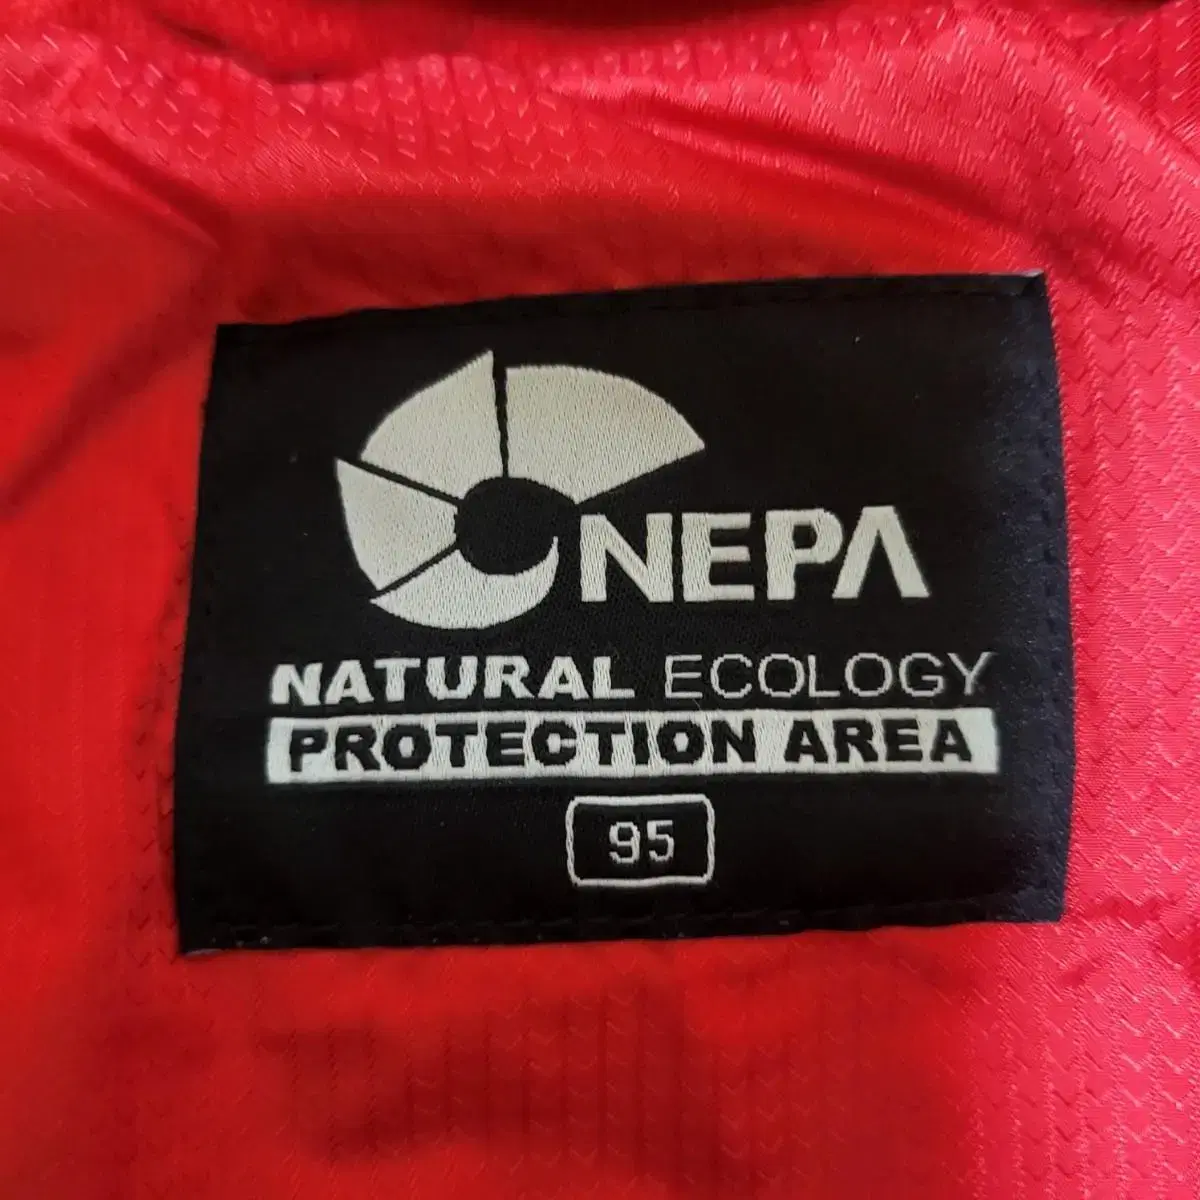 NEPA
NATURAL ECOLOGY
PROTECTION AREA
95